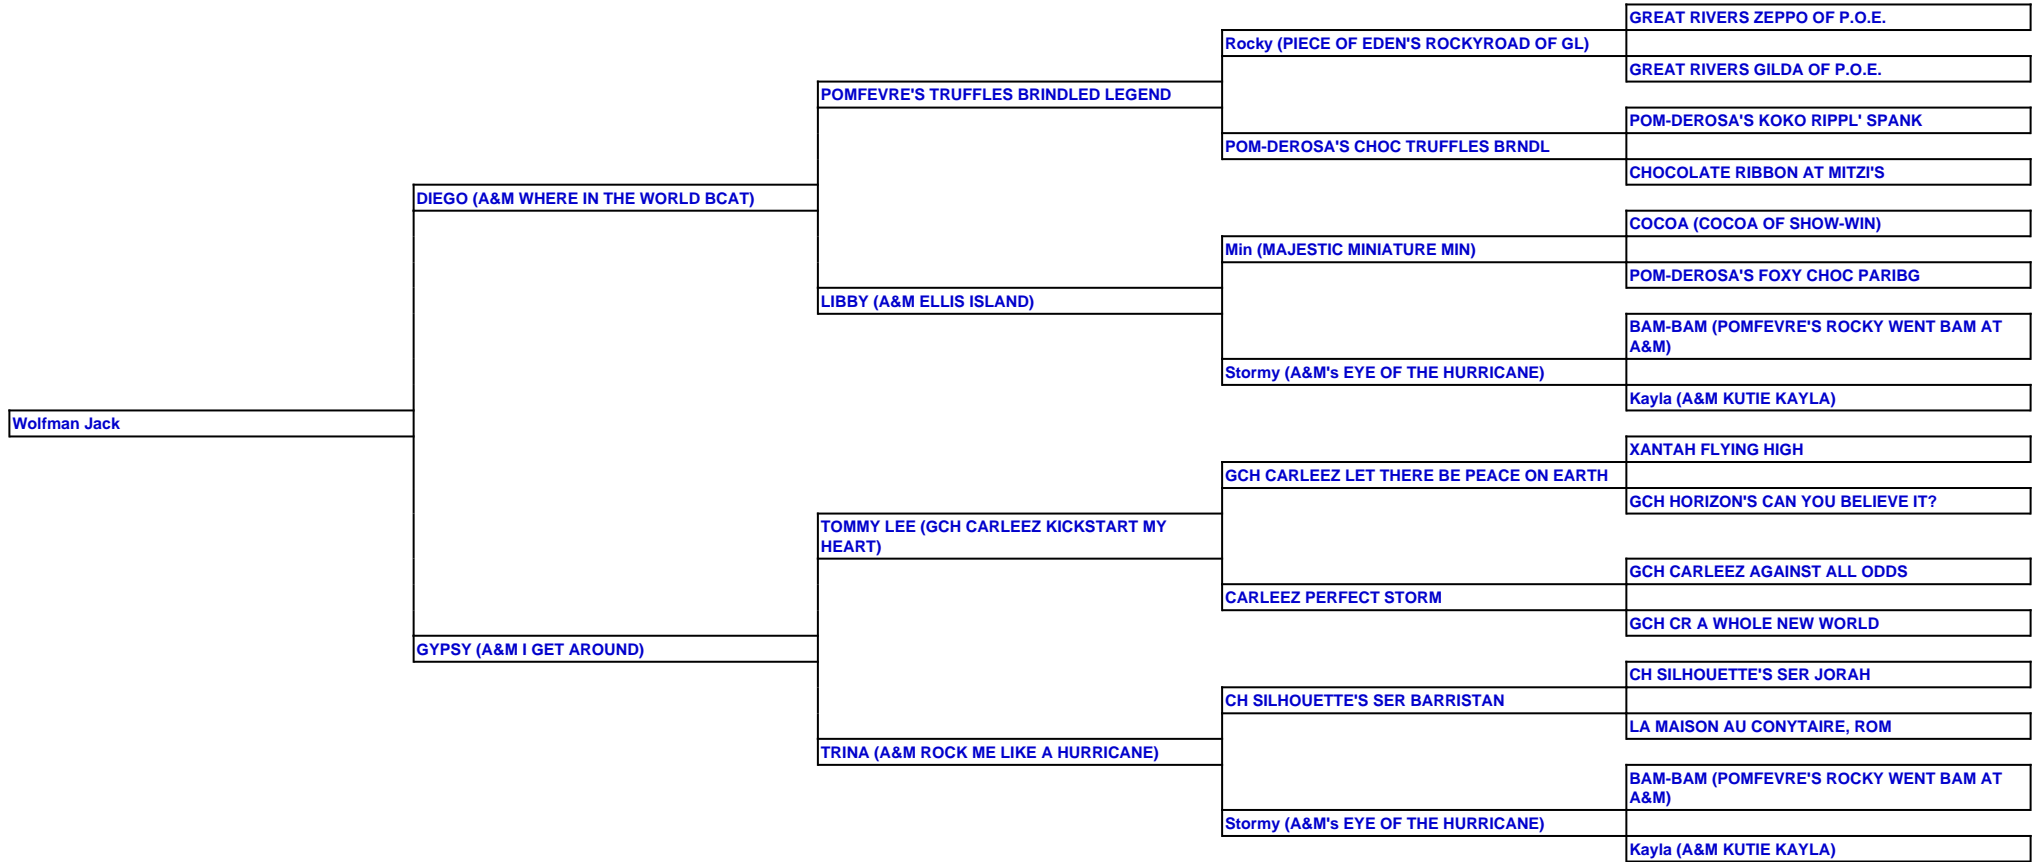 GREAT RIVERS ZEPPO OF P.O.E.
Rocky (PIECE OF EDEN'S ROCKYROAD OF GL)
GREAT RIVERS GILDA OF P.O.E.
POMFEVRE'S TRUFFLES BRINDLED LEGEND
POM-DEROSA'S KOKO RIPPL' SPANK
POM-DEROSA'S CHOC TRUFFLES BRNDL
CHOCOLATE RIBBON AT MITZI'S
DIEGO (A&M WHERE IN THE WORLD BCAT)
COCOA (COCOA OF SHOW-WIN)
Min (MAJESTIC MINIATURE MIN)
POM-DEROSA'S FOXY CHOC PARIBG
LIBBY (A&M ELLIS ISLAND)
BAM-BAM (POMFEVRE'S ROCKY WENT BAM AT
A&M)
Stormy (A&M's EYE OF THE HURRICANE)
Kayla (A&M KUTIE KAYLA)
Wolfman Jack
XANTAH FLYING HIGH
GCH CARLEEZ LET THERE BE PEACE ON EARTH
GCH HORIZON'S CAN YOU BELIEVE IT?
TOMMY LEE (GCH CARLEEZ KICKSTART MY
HEART)
GCH CARLEEZ AGAINST ALL ODDS
CARLEEZ PERFECT STORM
GCH CR A WHOLE NEW WORLD
GYPSY (A&M I GET AROUND)
CH SILHOUETTE'S SER JORAH
CH SILHOUETTE'S SER BARRISTAN
LA MAISON AU CONYTAIRE, ROM
TRINA (A&M ROCK ME LIKE A HURRICANE)
BAM-BAM (POMFEVRE'S ROCKY WENT BAM AT
A&M)
Stormy (A&M's EYE OF THE HURRICANE)
Kayla (A&M KUTIE KAYLA)